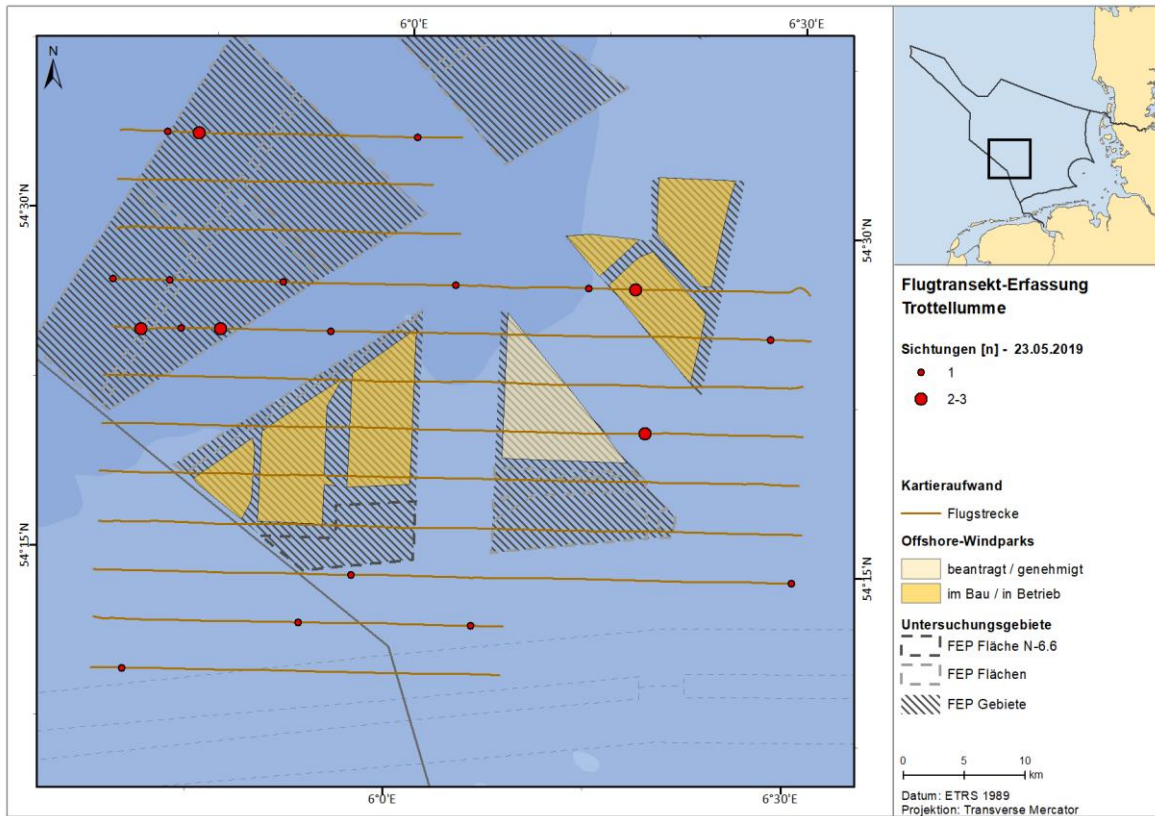 6°0'E
6°30'E
N
54°30'N
54°30'N
54°15'N
54°15'N
6°0'E
6°30'E
Flugtransekt-Erfassung
Trottellumme
Sichtungen [n] - 23.05.2019
1
2-3
Kartieraufwand
Flugstrecke
Offshore-Windparks
beantragt / genehmigt
im Bau / in Betrieb
Untersuchungsgebiete
FEP Fläche N-6.6
FEP Flächen
FEP Gebiete
0 5 10
km
Datum: ETRS 1989
Projektion: Transverse Mercator